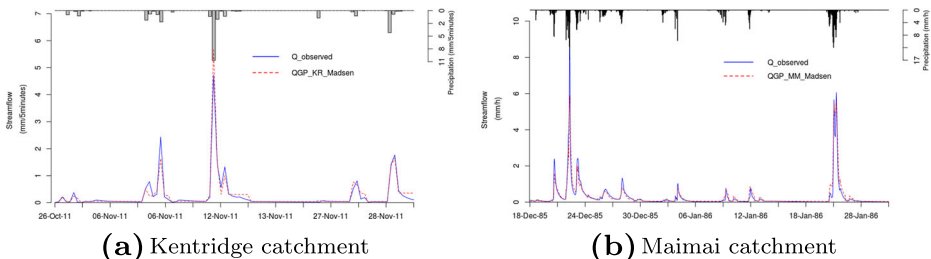 7
6
5
4
3
2
1
0
Streamflow
(mm/5minutes)
0
2
5
8
11
Precipitation (mm/5minutes)
Q_observed
QGP_KR_Madsen
26-Oct-11
06-Nov-11
06-Nov-11
12-Nov-11
13-Nov-11
27-Nov-11
28-Nov-11
(a) Kentridge catchment
10
8
6
4
2
0
Streamflow
(mm/h)
0
4
8
17
Precipitation (mm/h)
Q_observed
QGP_MM_Madsen
18-Dec-85
24-Dec-85
30-Dec-85
06-Jan-86
12-Jan-86
18-Jan-86
28-Jan-86
(b) Maimai catchment